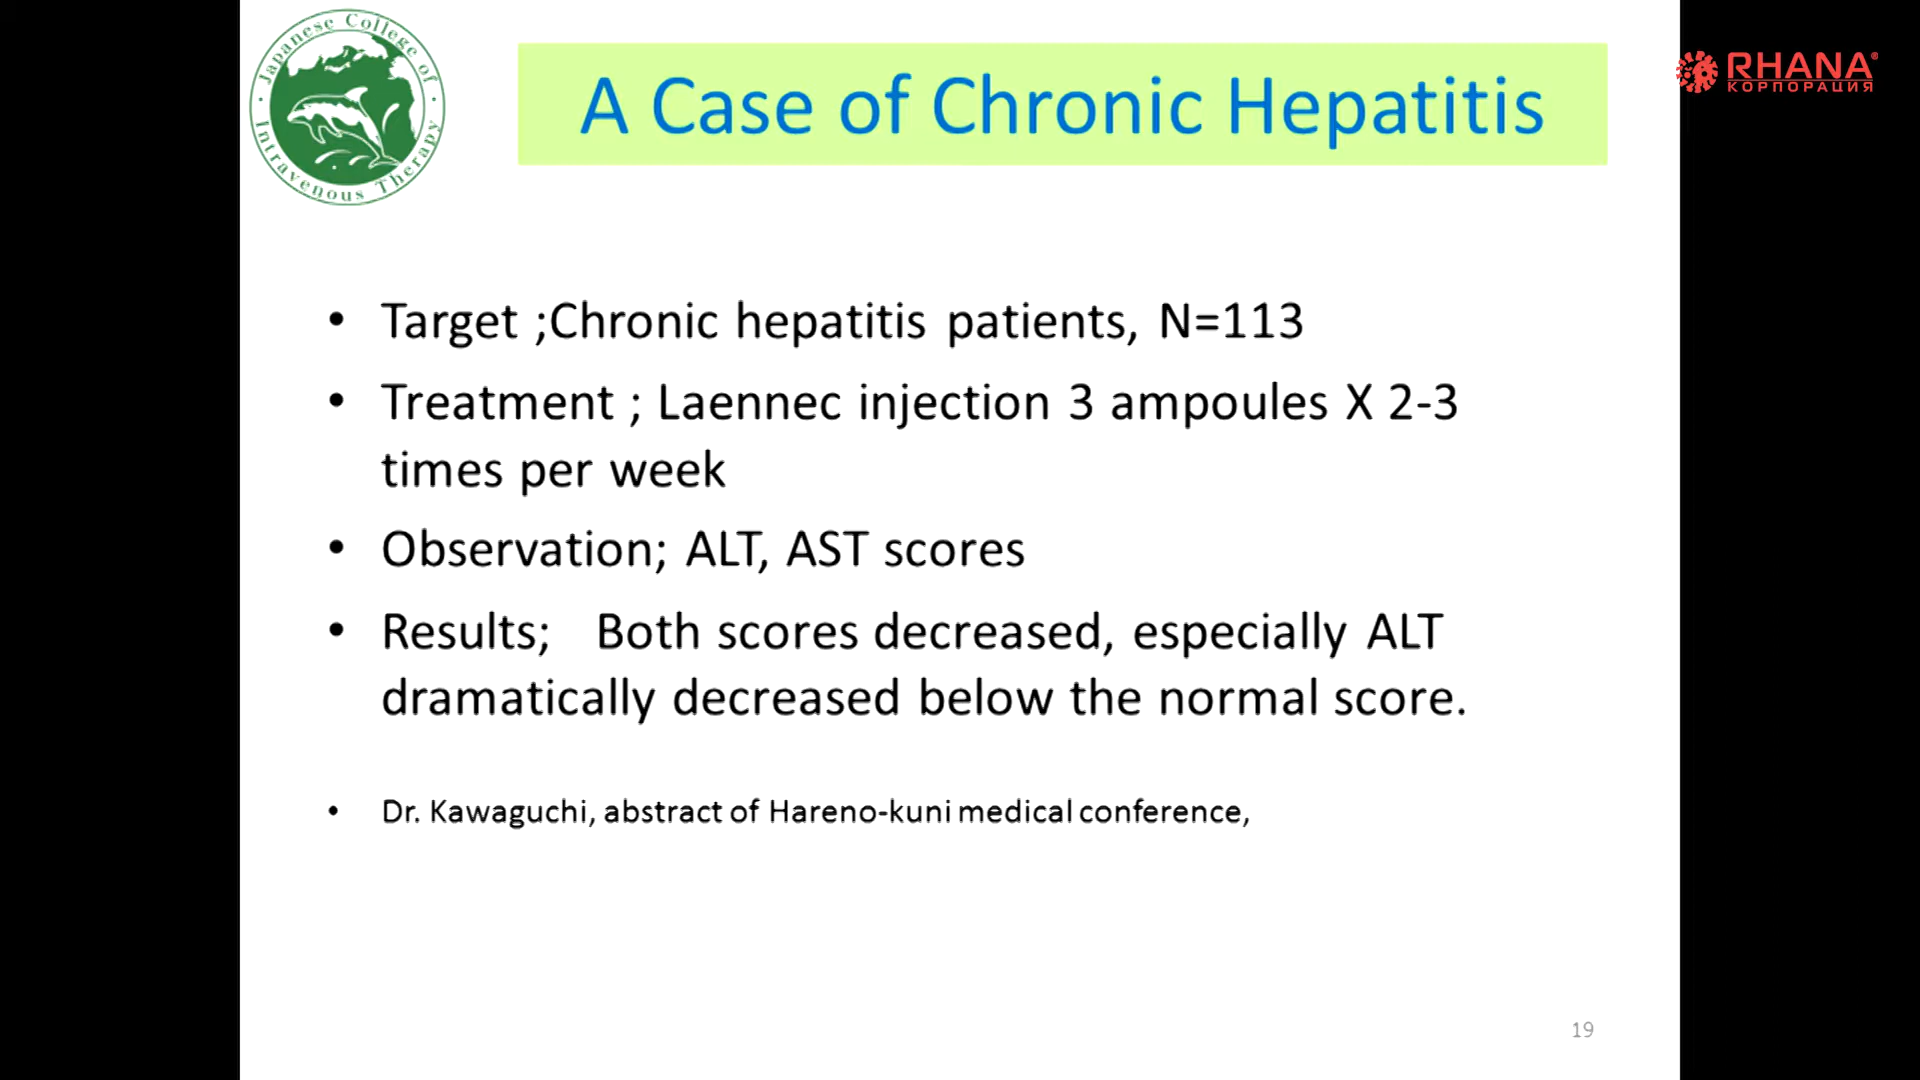 Japanese College of
Intravenous Therapy
A Case of Chronic Hepatitis
RHANA®
КОРПОРАЦИЯ
• Target ;Chronic hepatitis patients, N=113
• Treatment ; Laennec injection 3 ampoules X 2-3
times per week
• Observation; ALT, AST scores
• Results; Both scores decreased, especially ALT
dramatically decreased below the normal score.
• Dr. Kawaguchi, abstract of Hareno-kuni medical conference,
19